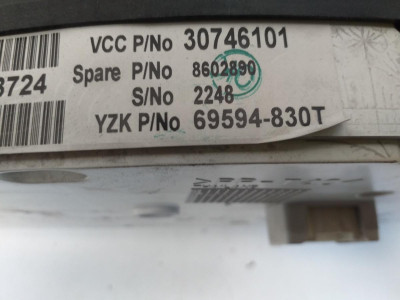 VCC P/No 30746101
3724 Spare P/No 8602890
S/No 2248
YZK P/No 69594-830T